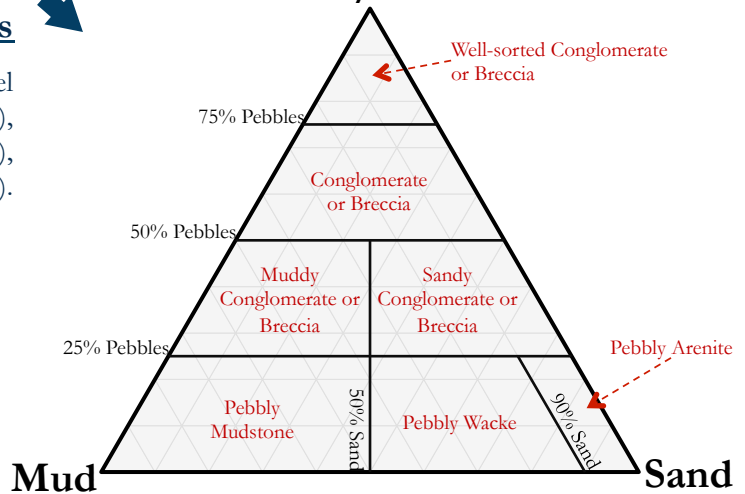 s
el
),
),
).
Well-sorted Conglomerate
or Breccia
75% Pebbles
Conglomerate
or Breccia
50% Pebbles
Muddy
Conglomerate or
Breccia
Sandy
Conglomerate or
Breccia
25% Pebbles
Pebbly Arenite
Pebbly
Mudstone
50% Sand
Pebbly Wacke
90% Sand
Mud
Sand